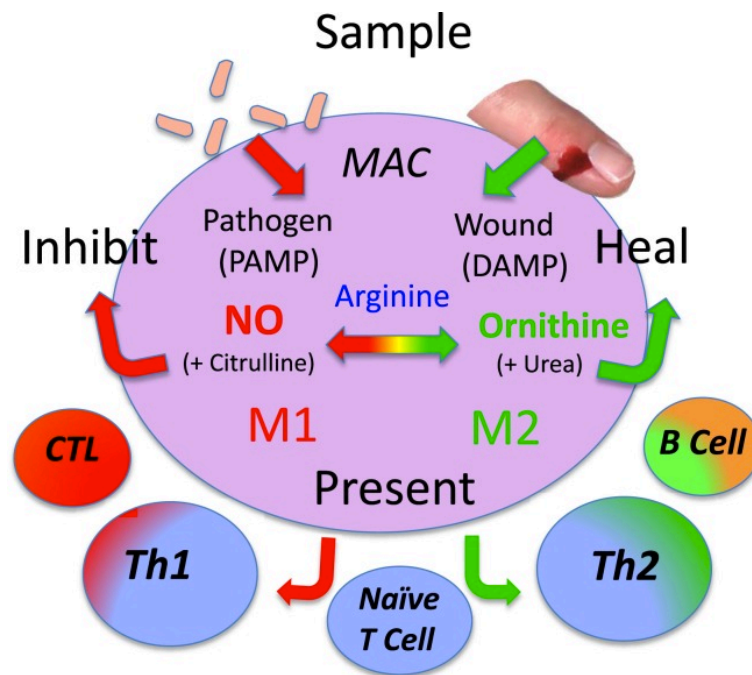 Sample
MAC
Pathogen
(PAMP)
Wound
(DAMP)
Inhibit
Heal
Arginine
NO
(+ Citrulline)
Ornithine
(+ Urea)
M1
M2
Present
CTL
B Cell
Th1
Th2
Naïve
T Cell